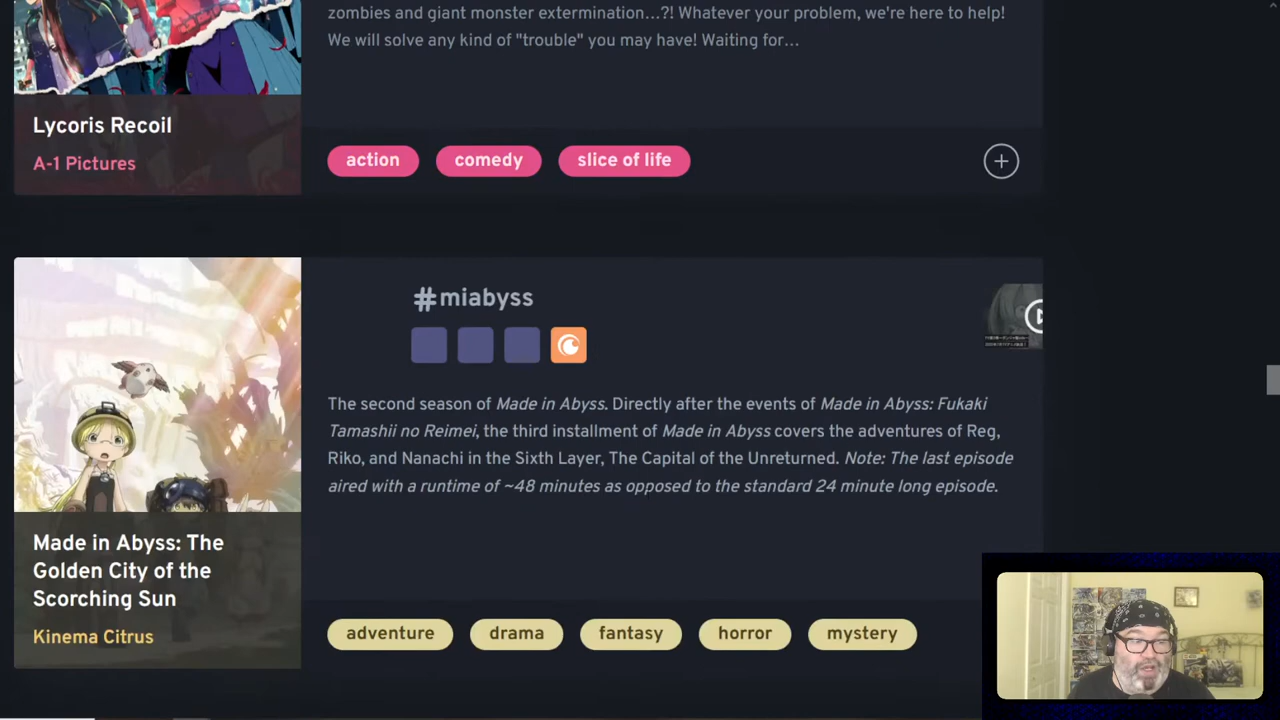 zombies and giant monster extermination…?! Whatever your problem, we're here to help!
We will solve any kind of "trouble" you may have! Waiting for…
Lycoris Recoil
A-1 Pictures
action
comedy
slice of life
#miabyss
The second season of Made in Abyss. Directly after the events of Made in Abyss: Fukaki
Tamashii no Reimei, the third installment of Made in Abyss covers the adventures of Reg,
Riko, and Nanachi in the Sixth Layer, The Capital of the Unreturned. Note: The last episode
aired with a runtime of ~48 minutes as opposed to the standard 24 minute long episode.
Made in Abyss: The
Golden City of the
Scorching Sun
Kinema Citrus
adventure
drama
fantasy
horror
mystery